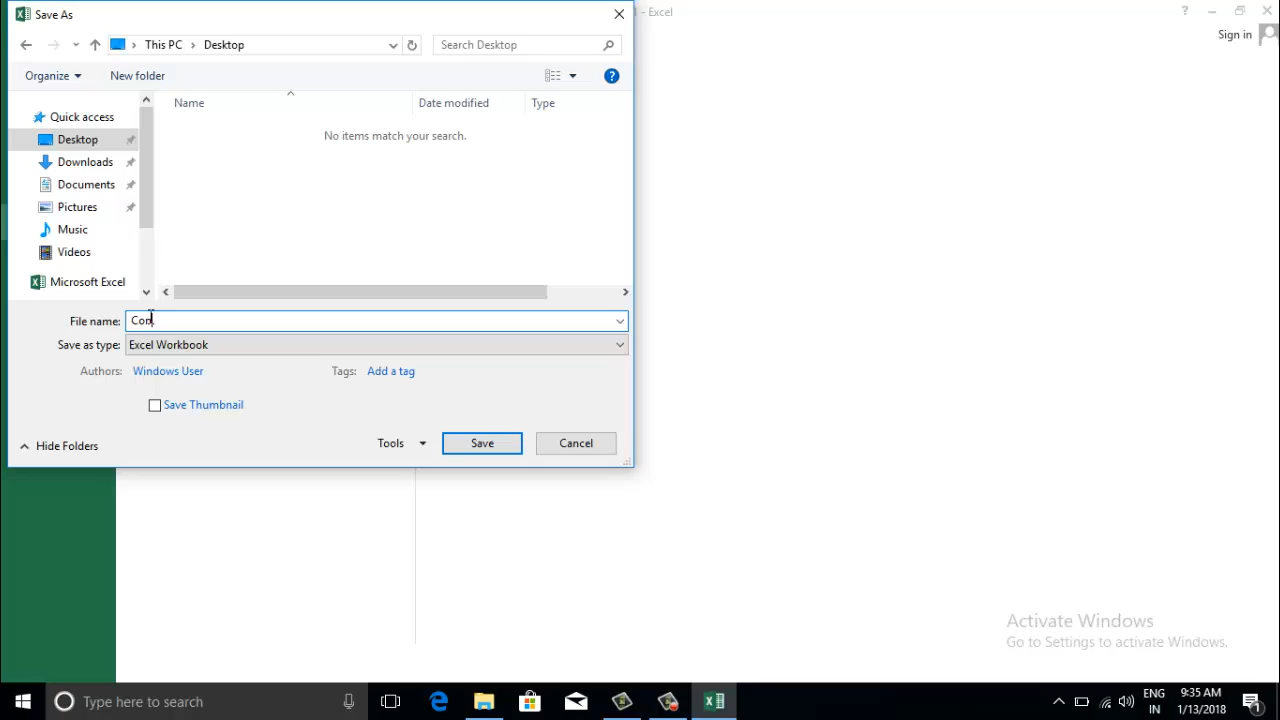 Save As
1 - Excel
Sign in
This PC
Desktop
Search Desktop
Organize
New folder
Name
Date modified
Type
No items match your search.
Quick access
Desktop
Downloads
Documents
Pictures
Music
Videos
Microsoft Excel
File name:
Con
Save as type:
Excel Workbook
Authors:
Windows User
Tags:
Add a tag
Save Thumbnail
Hide Folders
Tools
Save
Cancel
Activate Windows
Go to Settings to activate Windows.
Type here to search
ENG
IN
9:35 AM
1/13/2018
1